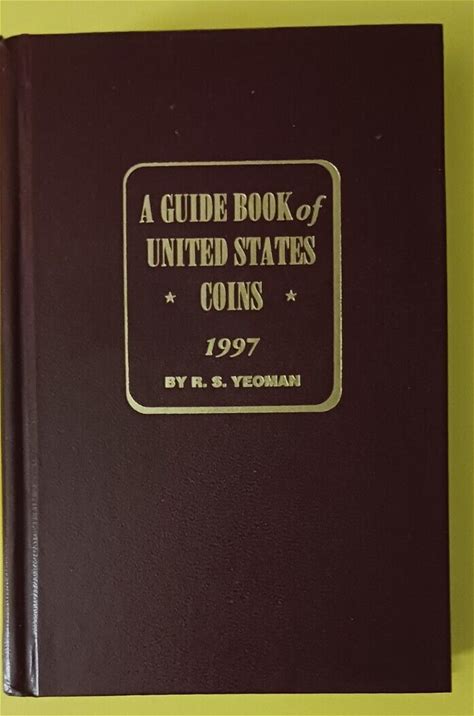 A GUIDE BOOK of
UNITED STATES
★ COINS ★
1997
BY R. S. YEOMAN